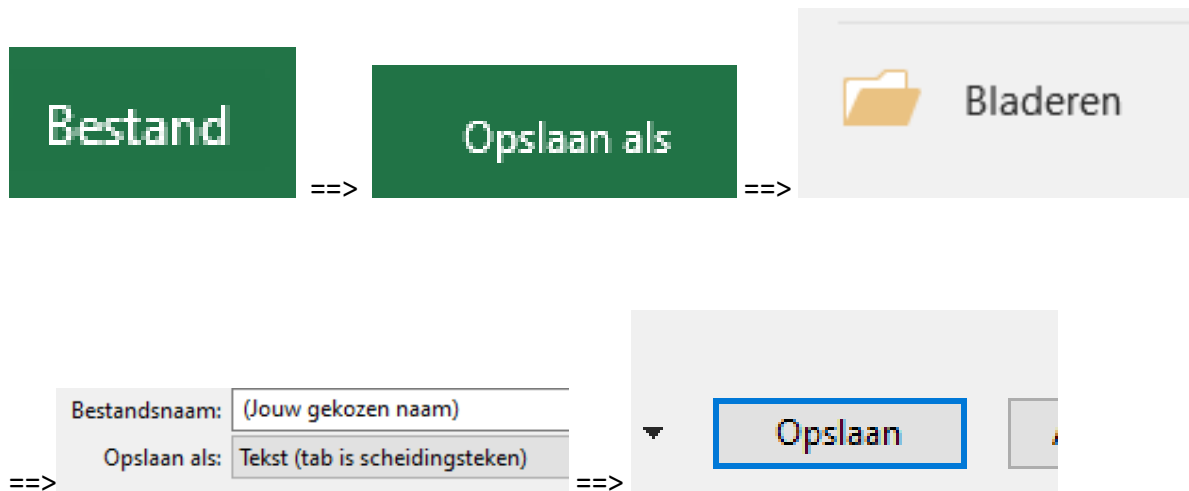 Bestand ==> Opslaan als ==> Bladeren
Bestandsnaam: (Jouw gekozen naam)
==> Opslaan als: Tekst (tab is scheidingsteken) ==> Opslaan